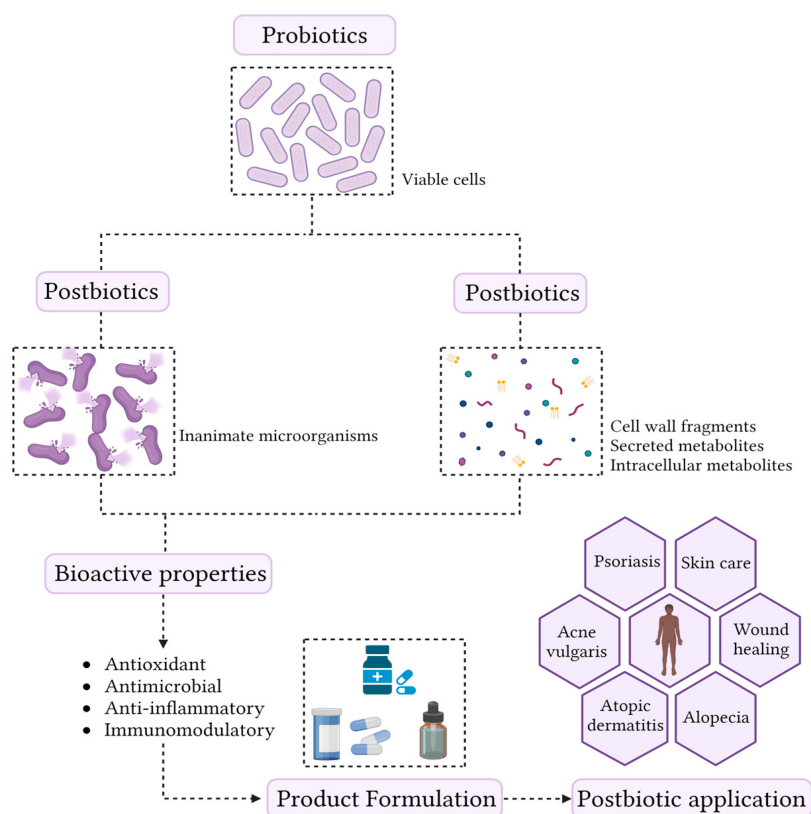 Probiotics
Viable cells
Postbiotics
Postbiotics
Inanimate microorganisms
Cell wall fragments
Secreted metabolites
Intracellular metabolites
Bioactive properties
• Antioxidant
• Antimicrobial
• Anti-inflammatory
• Immunomodulatory
Psoriasis
Skin care
Acne
vulgaris
Wound
healing
Atopic
dermatitis
Alopecia
Product Formulation
Postbiotic application